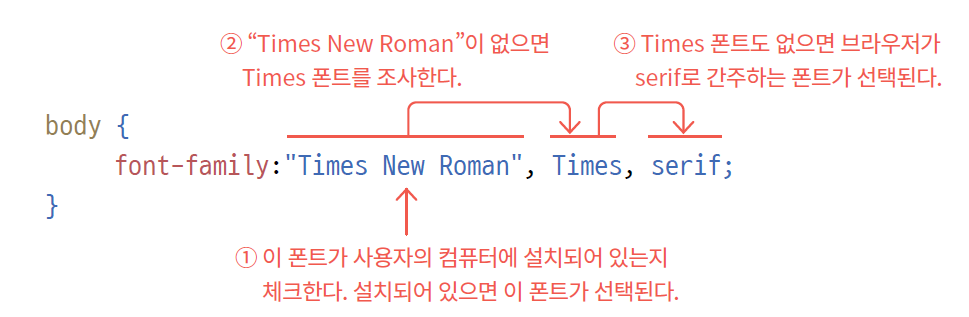 ② “Times New Roman”이 없으면
Times 폰트를 조사한다.
③ Times 폰트도 없으면 브라우저가
serif로 간주하는 폰트가 선택된다.
body {
font-family:"Times New Roman", Times, serif;
}
① 이 폰트가 사용자의 컴퓨터에 설치되어 있는지
체크한다. 설치되어 있으면 이 폰트가 선택된다.